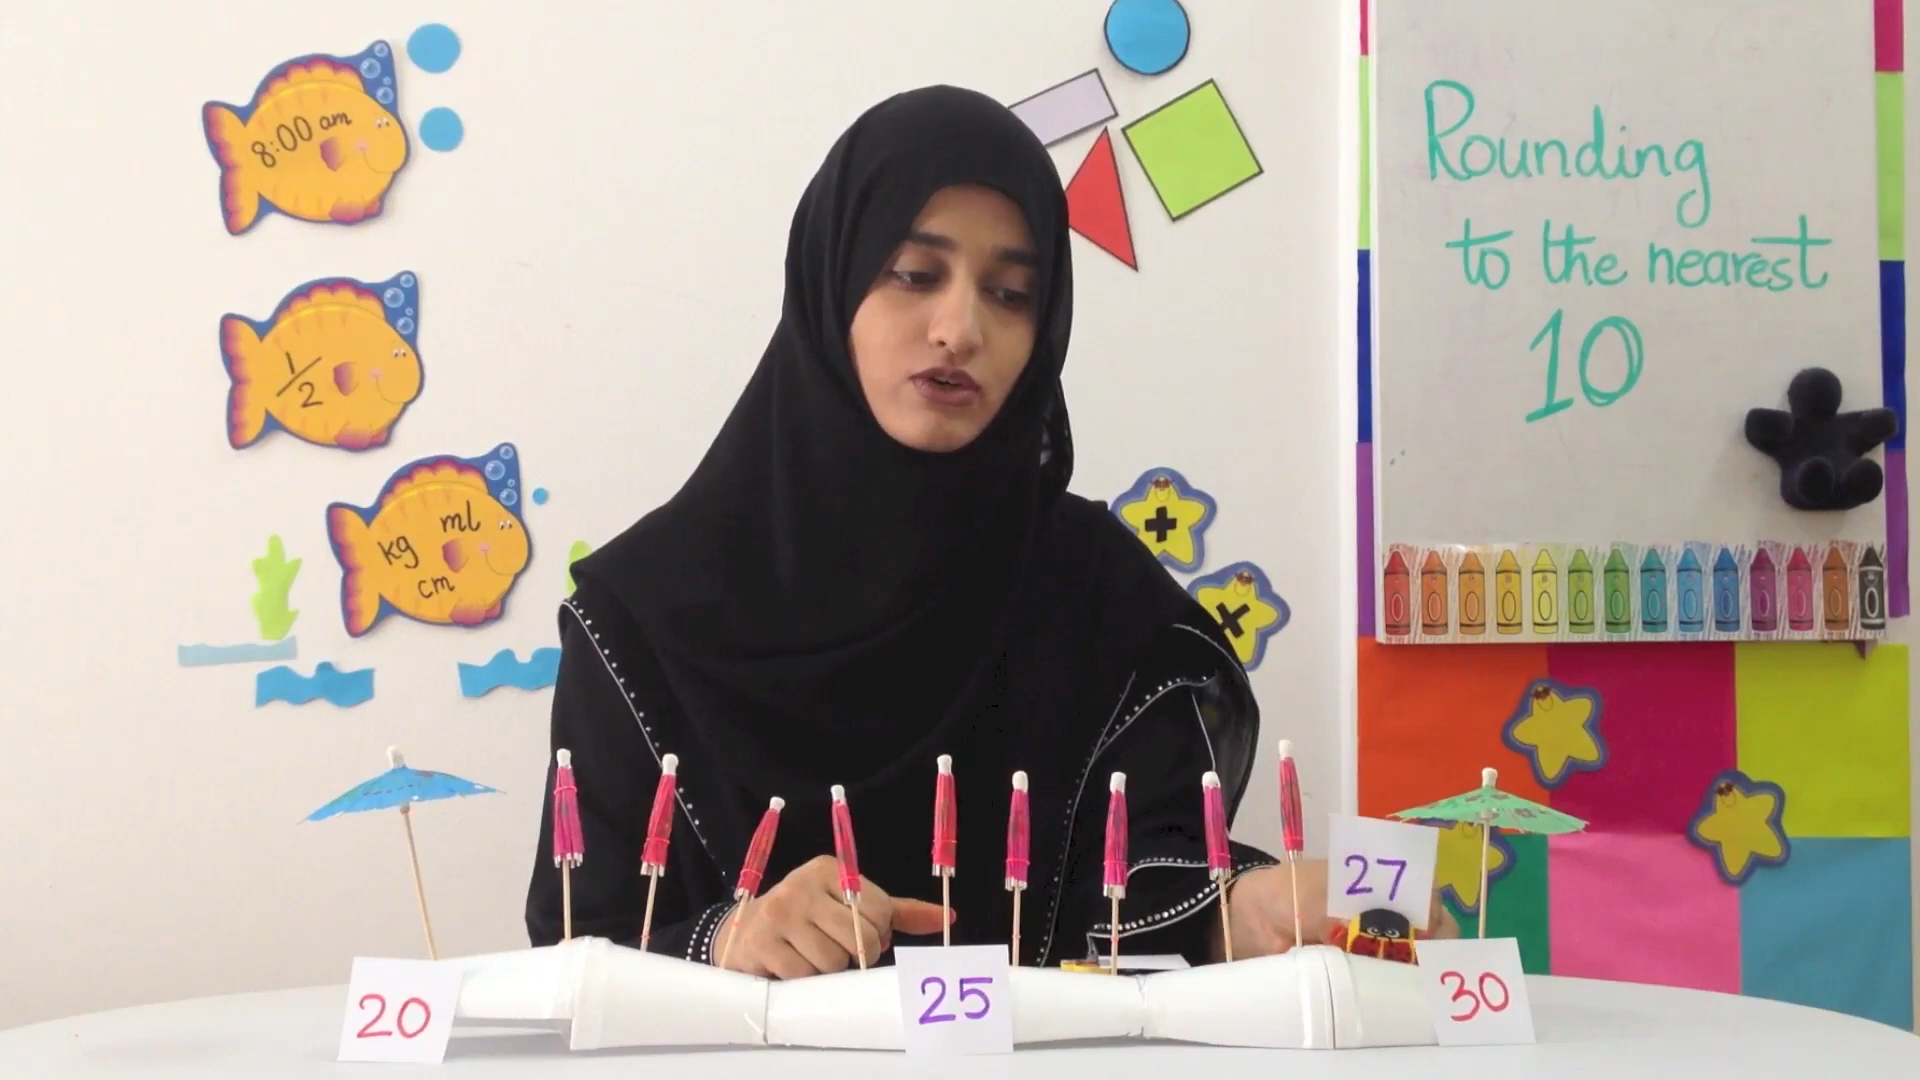 8:00 am
1/2
kg ml
cm
Rounding
to the nearest
10
27
20
25
30